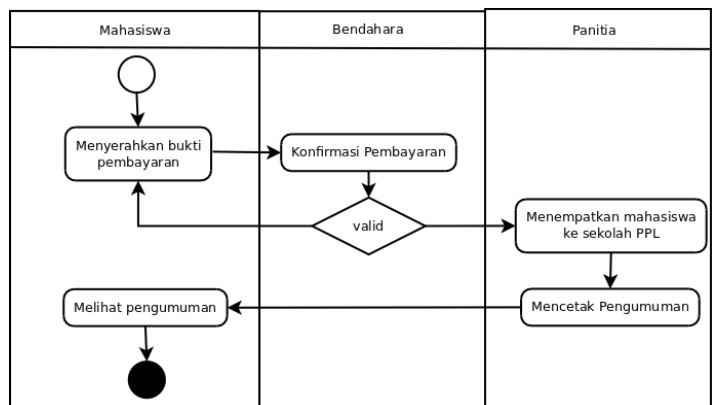 Mahasiswa
Bendahara
Panitia
Menyerahkan bukti
pembayaran
Konfirmasi Pembayaran
valid
Menempatkan mahasiswa
ke sekolah PPL
Mencetak Pengumuman
Melihat pengumuman